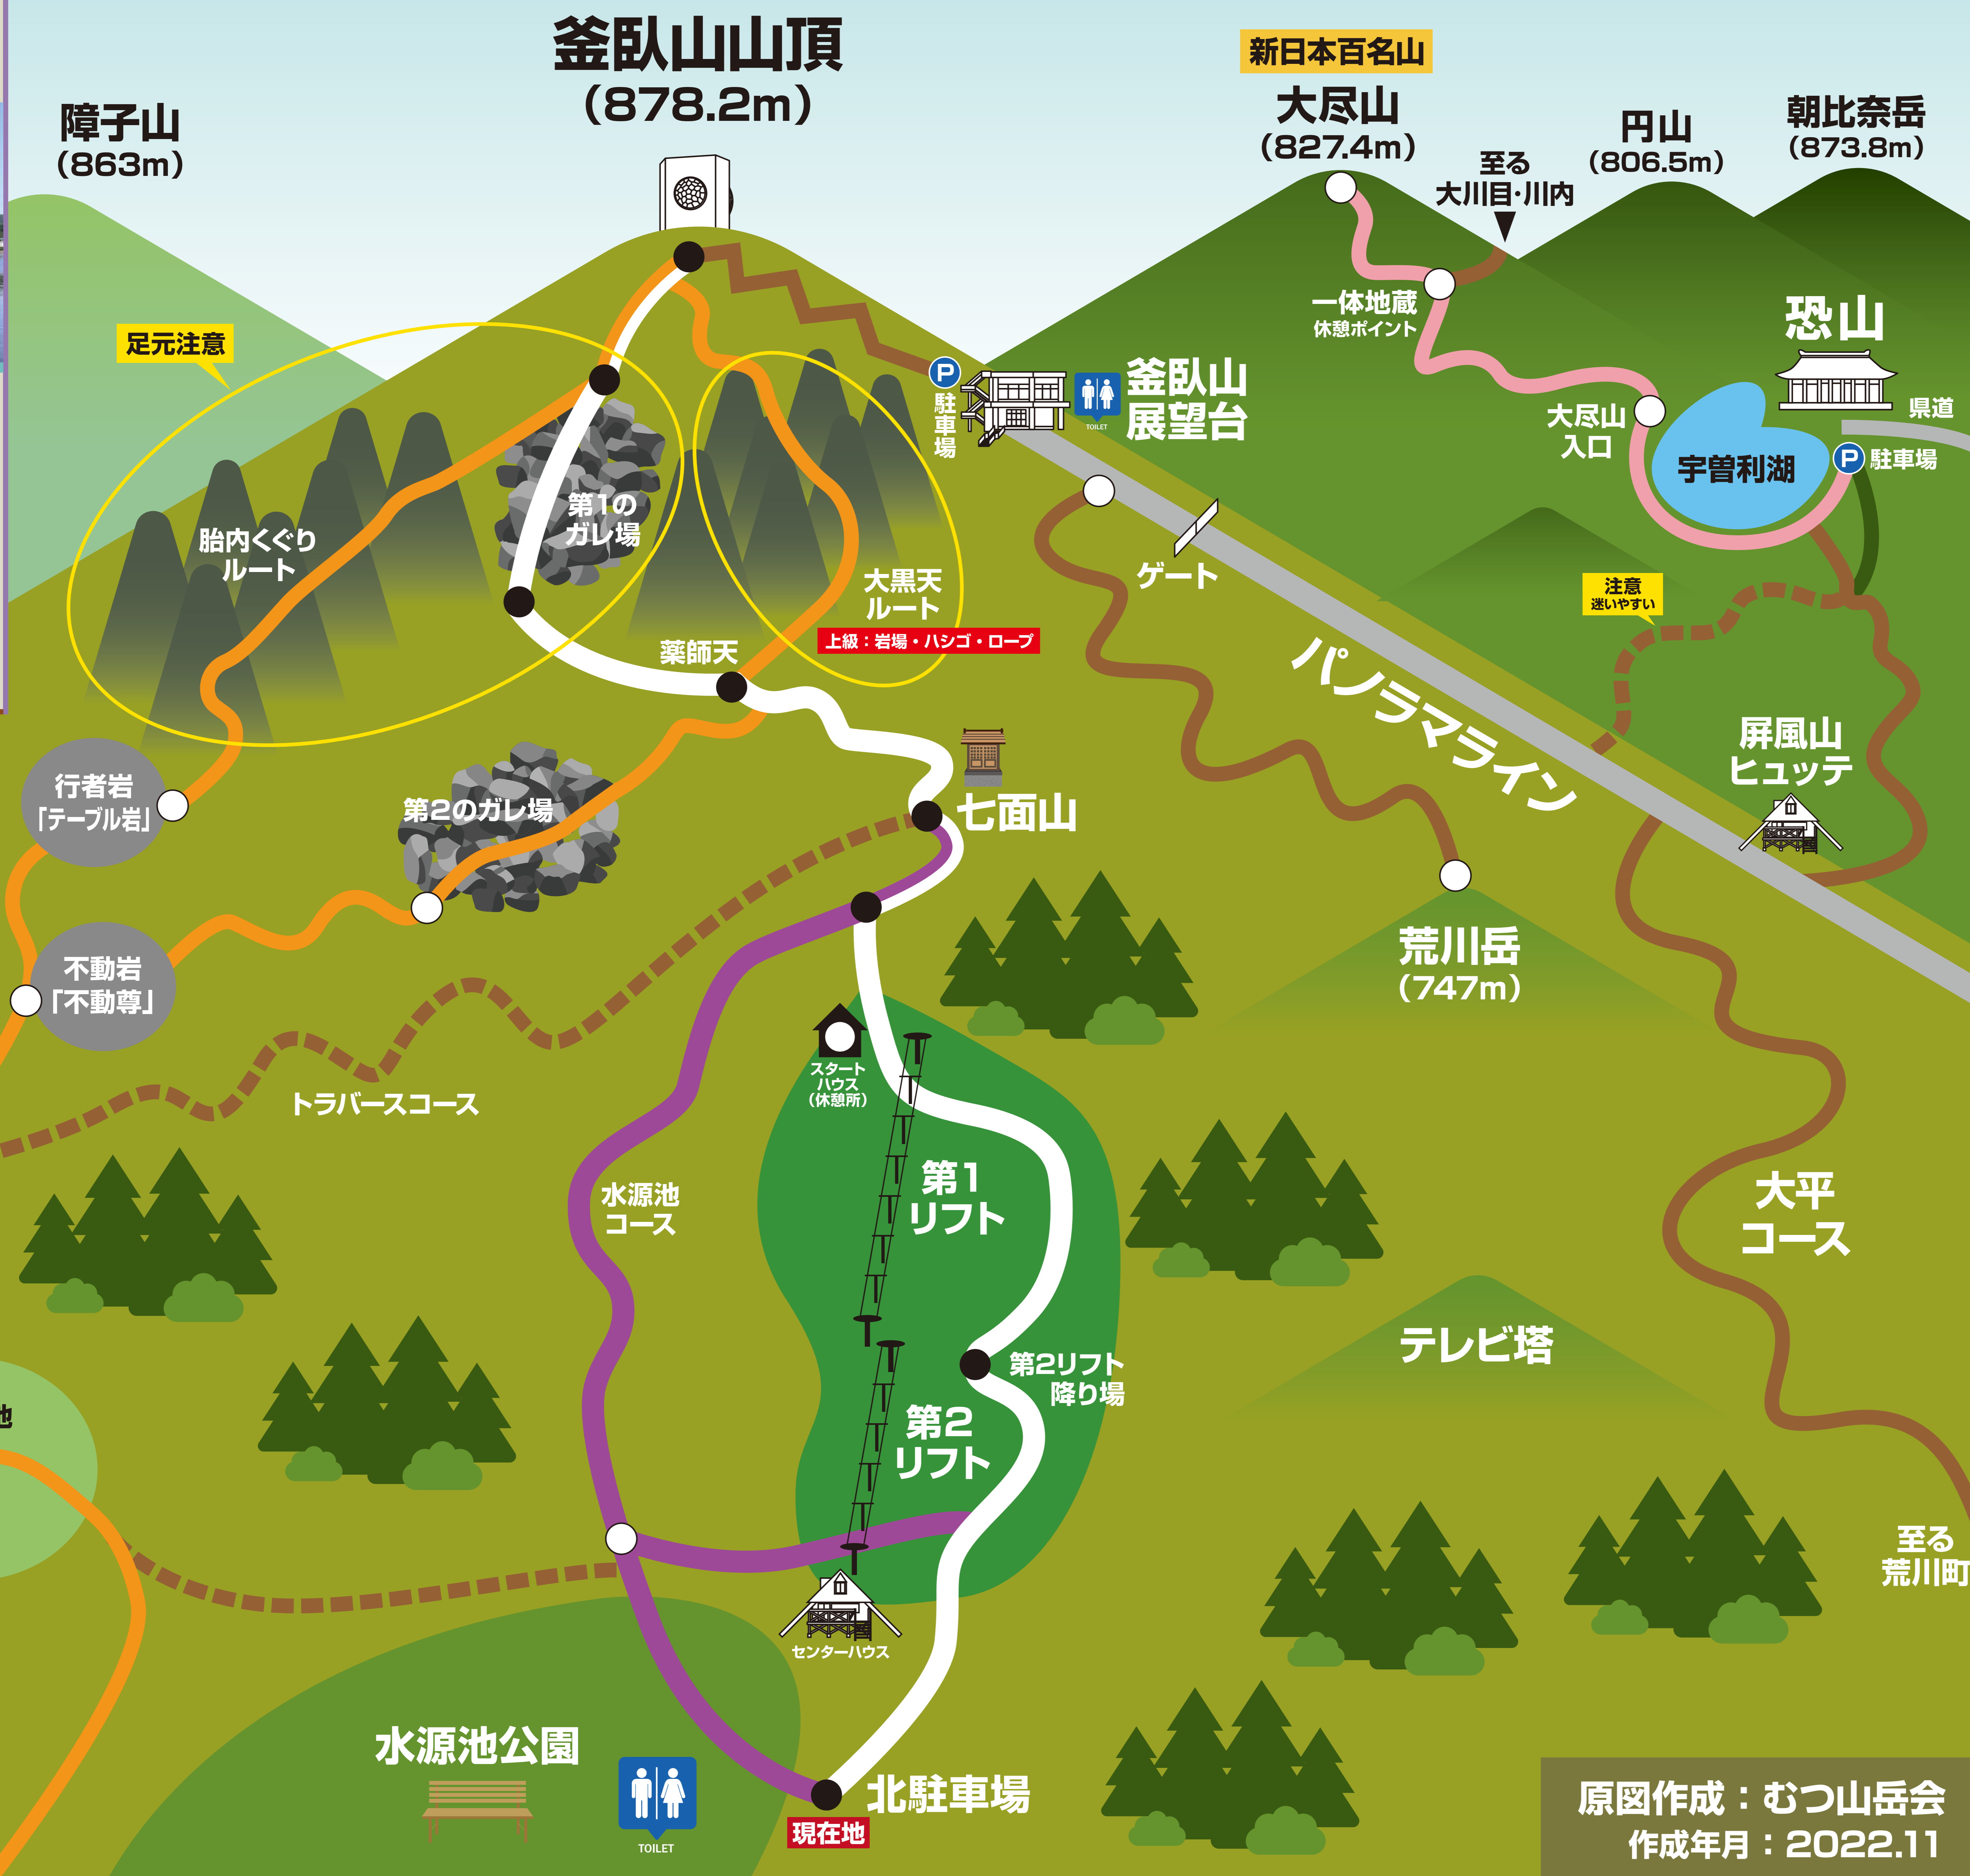 釜臥山山頂
(878.2m)
障子山
(863m)
新日本百名山
大尽山
(827.4m)
至る
大川目・川内
円山
(806.5m)
朝比奈岳
(873.8m)
足元注意
一体地蔵
休憩ポイント
恐山
県道
P
駐車場
TOILET
釜臥山
展望台
大尽山
入口
宇曽利湖
P
駐車場
第1の
ガレ場
胎内くぐり
ルート
大黒天
ルート
上級：岩場・ハシゴ・ロープ
ゲート
注意
迷いやすい
薬師天
パノラマライン
屏風山
ヒュッテ
行者岩
「テーブル岩」
第2のガレ場
七面山
不動岩
「不動尊」
荒川岳
(747m)
スタート
ハウス
(休憩所)
トラバースコース
第1
リフト
水源池
コース
大平
コース
テレビ塔
第2リフト
降り場
第2
リフト
至る
荒川町
センターハウス
水源池公園
TOILET
北駐車場
現在地
原図作成：むつ山岳会
作成年月：2022.11